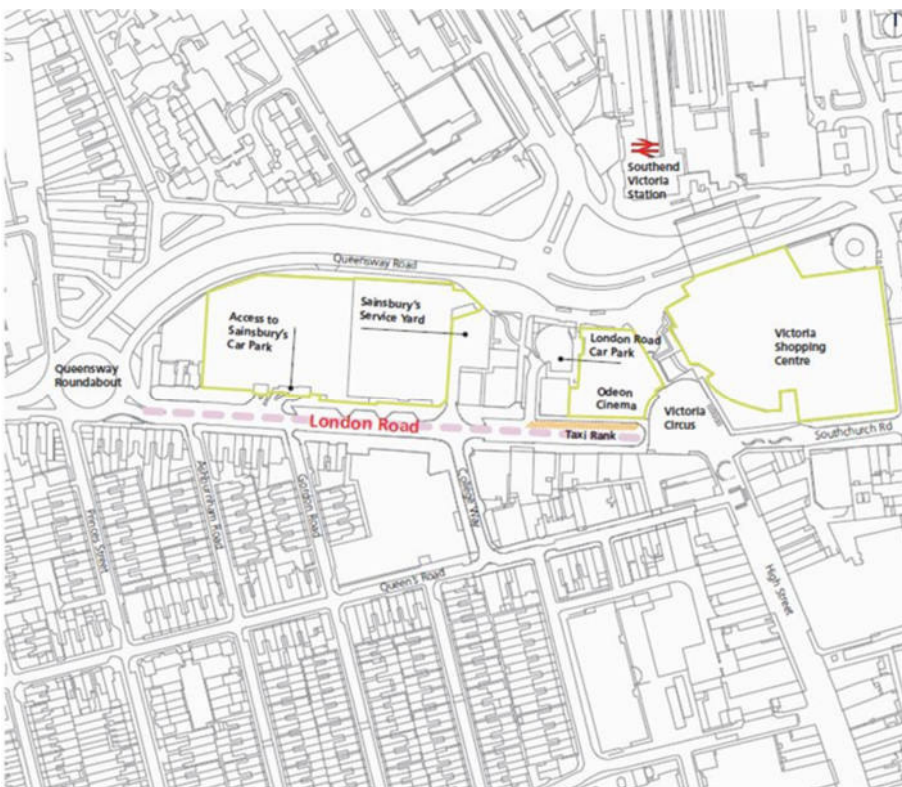 Southend
Victoria
Station
Queensway Road
Access to
Sainsbury's
Car Park
Sainsbury's
Service Yard
London Road
Car Park
Victoria
Shopping
Centre
Queensway
Roundabout
Odeon
Cinema
Victoria
Circus
London Road
Taxi Rank
Southchurch Rd
Princes Street
Ashburnham Road
Gordon Road
College Way
Queen's Road
High Street